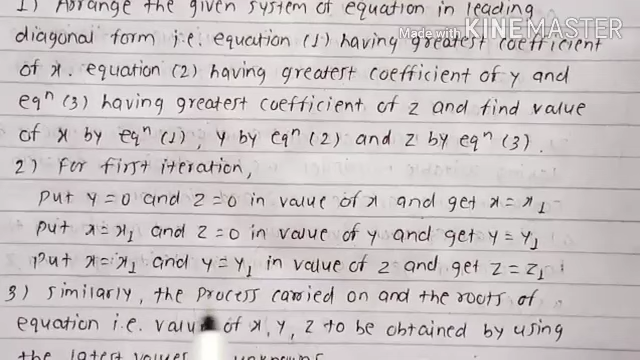 1) Arrange the given system of equation in leading
Made with KINEMASTER
diagonal form i.e. equation (1) having greatest coefficient
of x. equation (2) having greatest coefficient of y and
eqⁿ (3) having greatest coefficient of z and find value
of x by eqⁿ (1), y by eqⁿ (2) and z by eqⁿ (3).
2) For first iteration,
put y=0 and z=0 in value of x and get x=x₁
put x=x₁ and z=0 in value of y and get y=y₁
put x=x₁ and y=y₁ in value of z and get z=z₁
3) similarly, the process carried on and the roots of
equation i.e. value of x, y, z to be obtained by using
the latest values unknowns